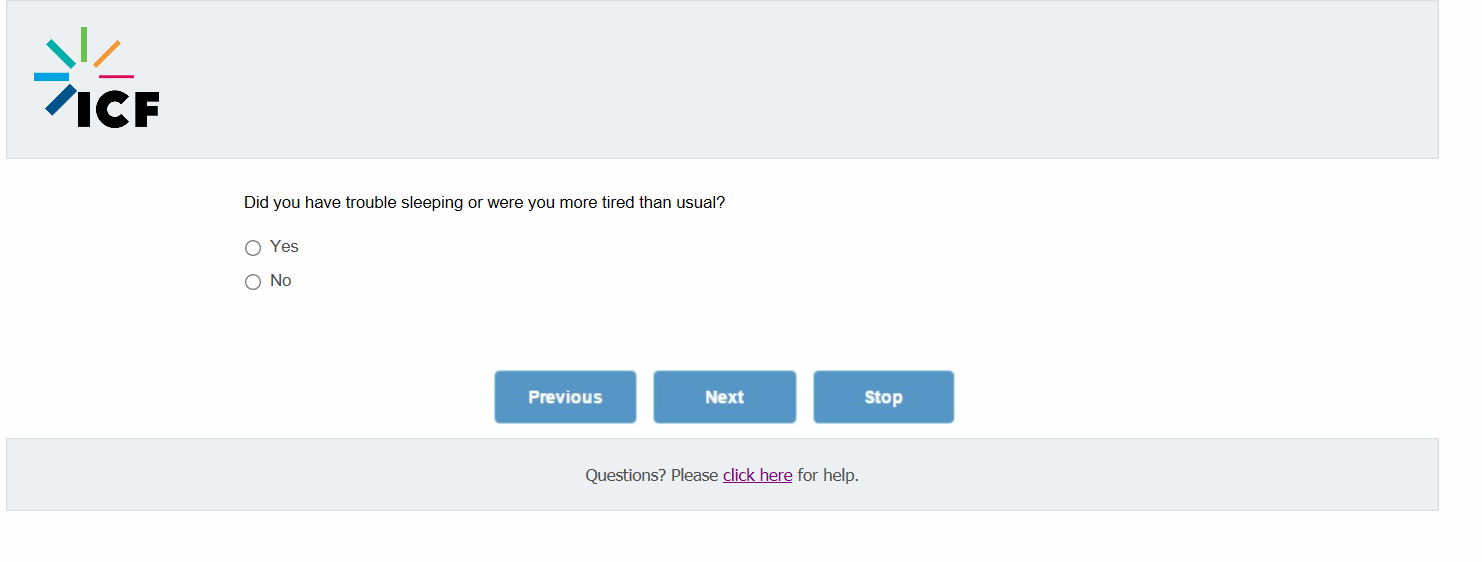 ICF
Did you have trouble sleeping or were you more tired than usual?
Yes
No
Previous Next Stop
Questions? Please click here for help.